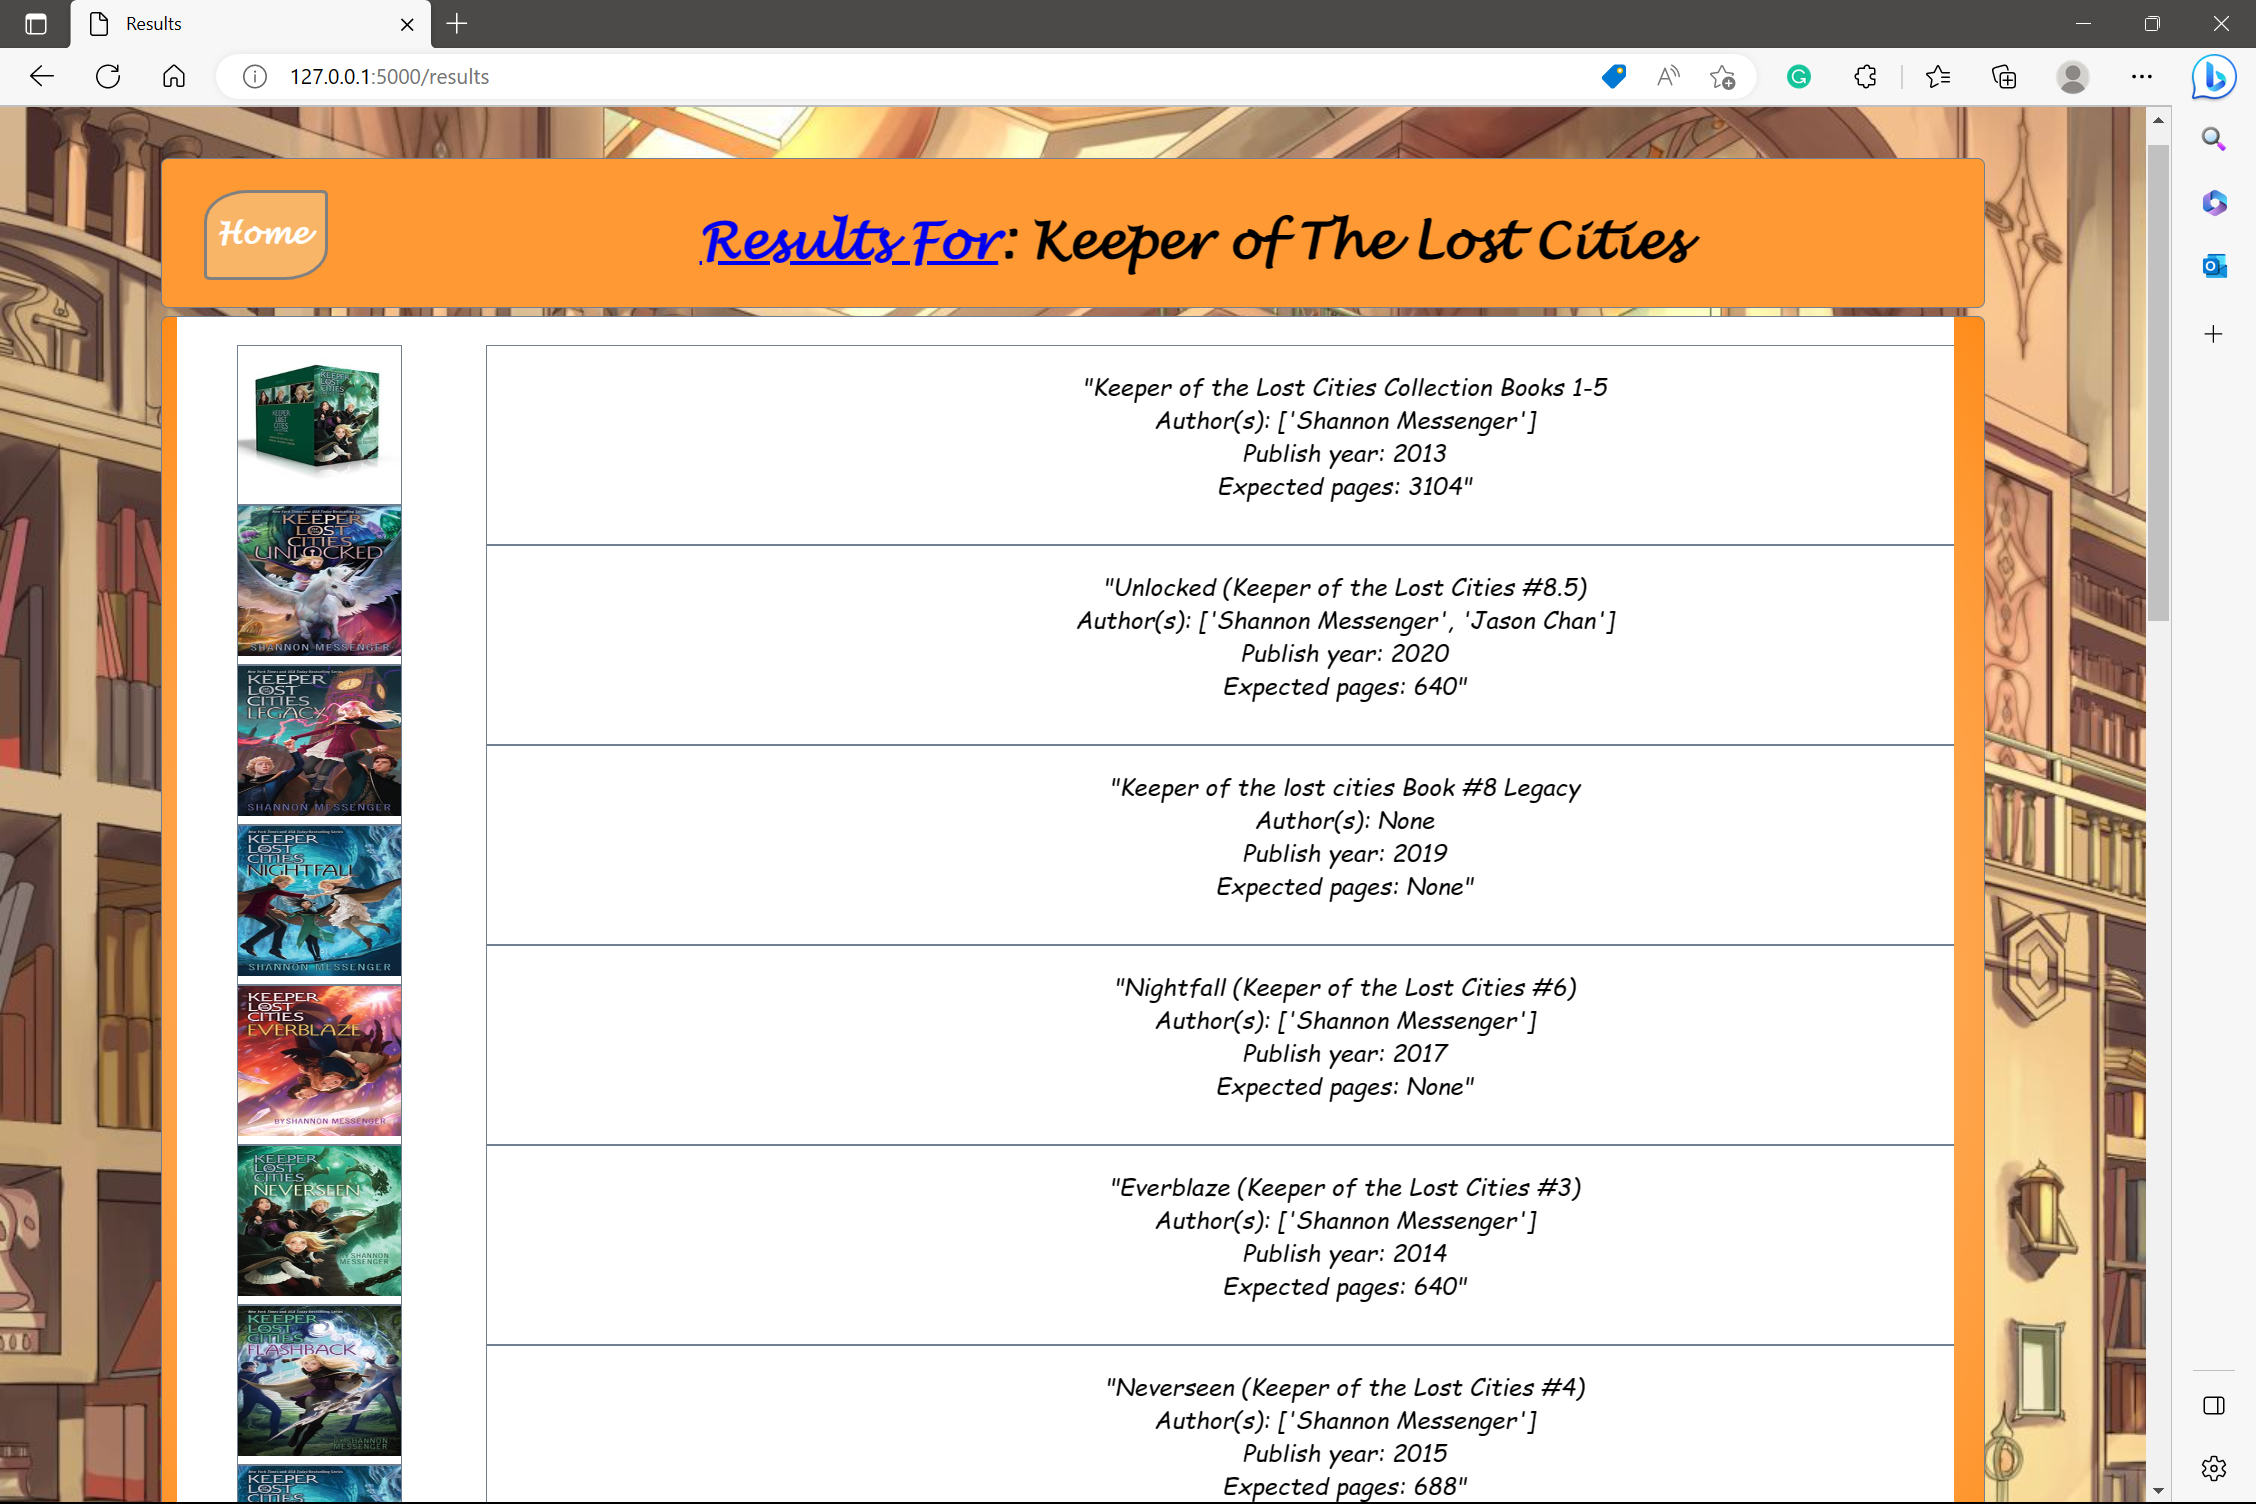 Results
127.0.0.1:5000/results
Home
Results For: Keeper of The Lost Cities
KEEPER
LOST
CITIES
"Keeper of the Lost Cities Collection Books 1-5
Author(s): ['Shannon Messenger']
Publish year: 2013
Expected pages: 3104"
KEEPER
LOST
CITIES
UNLOCKED
SHANNON MESSENGER
"Unlocked (Keeper of the Lost Cities #8.5)
Author(s): ['Shannon Messenger', 'Jason Chan']
Publish year: 2020
Expected pages: 640"
KEEPER
LOST
CITIES
LEGACY
SHANNON MESSENGER
"Keeper of the lost cities Book #8 Legacy
Author(s): None
Publish year: 2019
Expected pages: None"
KEEPER
LOST
CITIES
NIGHTFALL
SHANNON MESSENGER
"Nightfall (Keeper of the Lost Cities #6)
Author(s): ['Shannon Messenger']
Publish year: 2017
Expected pages: None"
KEEPER
LOST
CITIES
EVERBLAZE
BY SHANNON MESSENGER
"Everblaze (Keeper of the Lost Cities #3)
Author(s): ['Shannon Messenger']
Publish year: 2014
Expected pages: 640"
KEEPER
LOST
CITIES
NEVERSEEN
BY SHANNON
MESSENGER
"Neverseen (Keeper of the Lost Cities #4)
Author(s): ['Shannon Messenger']
Publish year: 2015
Expected pages: 688"
KEEPER
LOST
CITIES
FLASHBACK
BY SHANNON
MESSENGER
KEEPER
LOST
CITIES